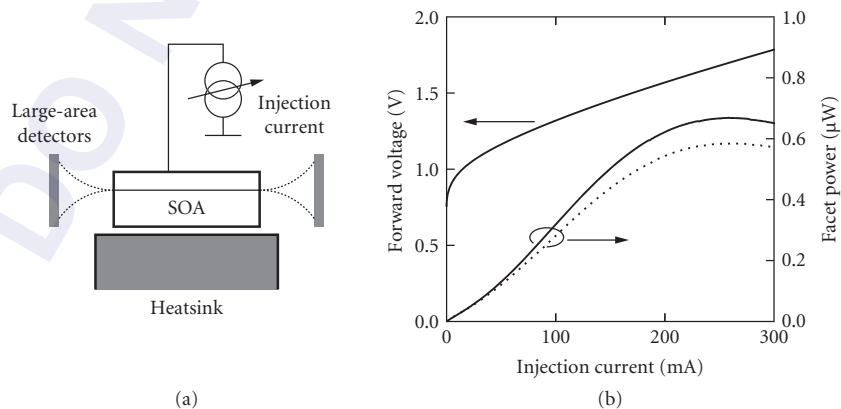 Large-area
detectors
Injection
current
SOA
Heatsink
(a)
2.0
1.5
1.0
0.5
0.0
Forward voltage (V)
1.0
0.8
0.6
0.4
0.2
0.0
Facet power (μW)
0
100
200
300
Injection current (mA)
(b)
DO N